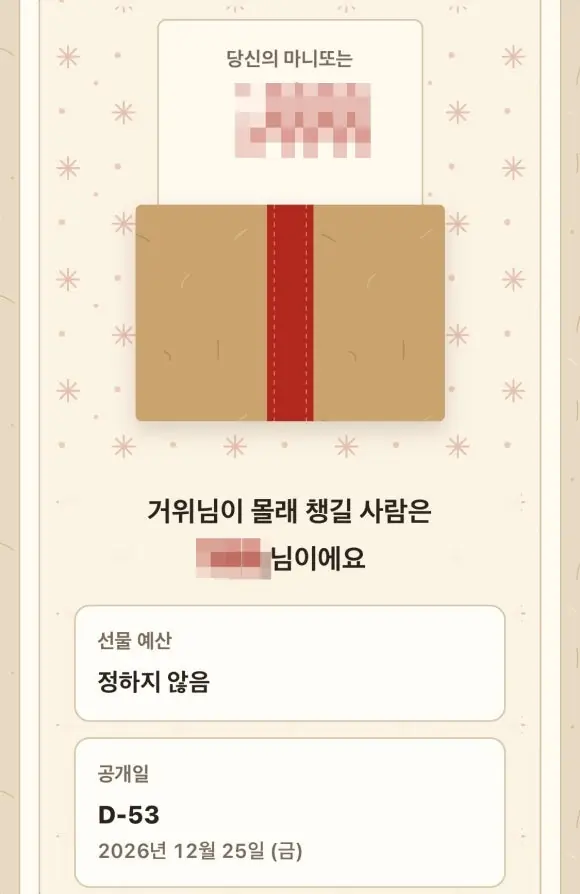 당신의 마니또는
거위님이 몰래 챙길 사람은
님이에요
선물 예산
정하지 않음
공개일
D-53
2026년 12월 25일 (금)